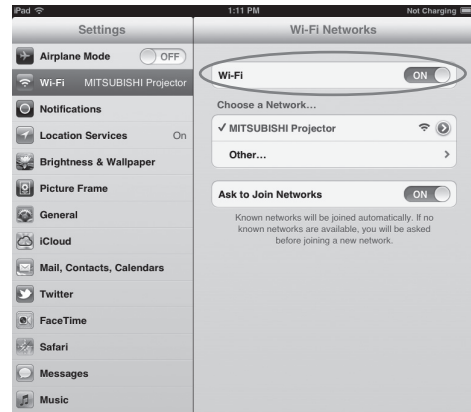 iPad 1:11 PM Not Charging
Settings
Airplane Mode OFF
Wi-Fi MITSUBISHI Projector
Notifications
Location Services On
Brightness & Wallpaper
Picture Frame
General
iCloud
Mail, Contacts, Calendars
Twitter
FaceTime
Safari
Messages
Music
Wi-Fi Networks
Wi-Fi ON
Choose a Network...
✓ MITSUBISHI Projector
Other...
Ask to Join Networks ON
Known networks will be joined automatically. If no
known networks are available, you will be asked
before joining a new network.